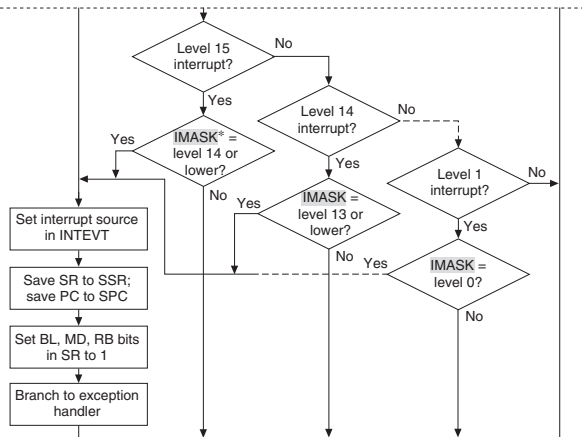 Level 15
interrupt?
No
Yes
Level 14
interrupt?
No
Yes
IMASK* =
level 14 or
lower?
Yes
No
Level 1
interrupt?
No
Yes
IMASK =
level 13 or
lower?
Yes
No
IMASK =
level 0?
Yes
No
Set interrupt source
in INTEVT
Save SR to SSR;
save PC to SPC
Set BL, MD, RB bits
in SR to 1
Branch to exception
handler